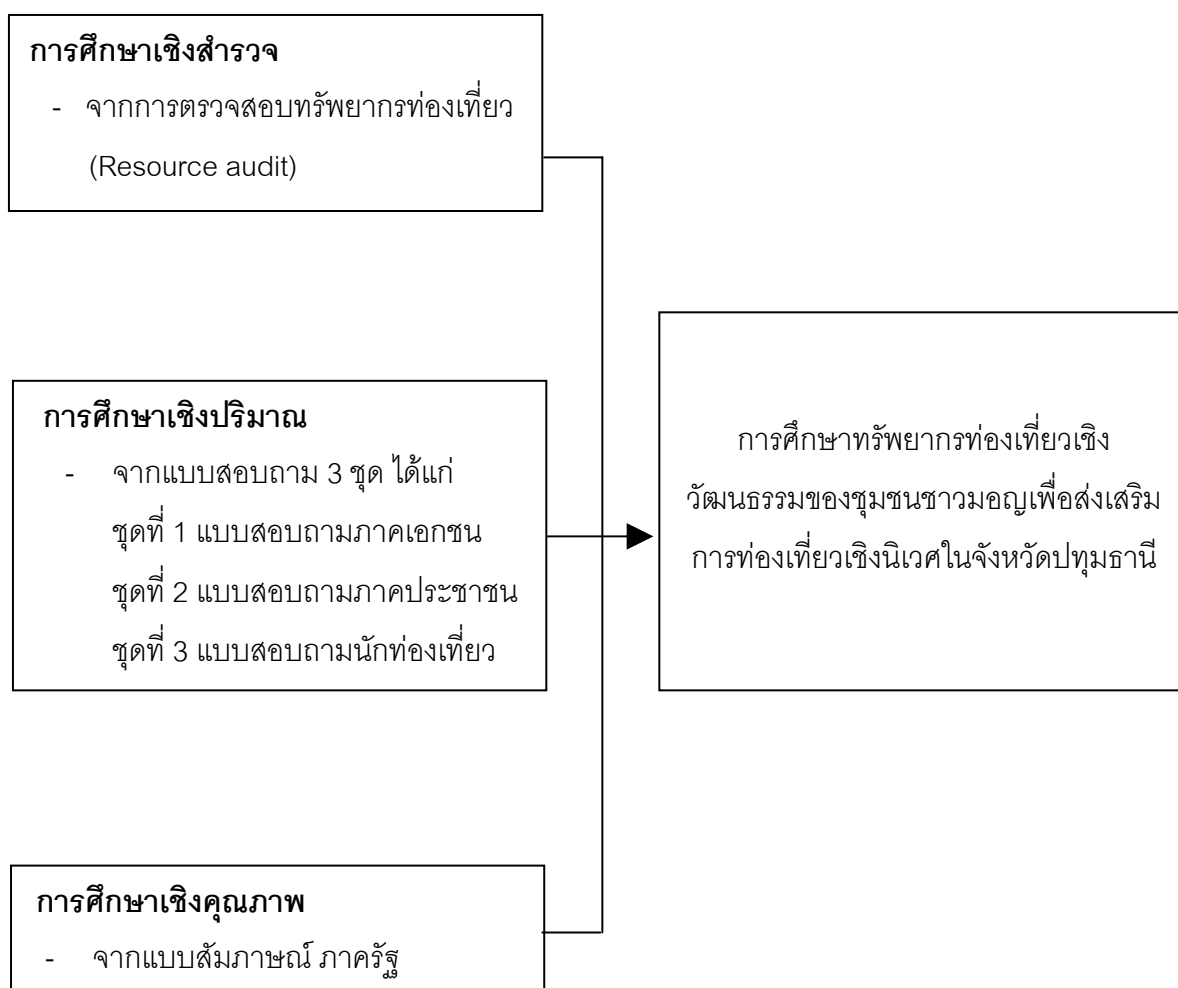 การศึกษาเชิงสำรวจ
- จากการตรวจสอบทรัพยากรท่องเที่ยว
(Resource audit)
การศึกษาเชิงปริมาณ
- จากแบบสอบถาม 3 ชุด ได้แก่
ชุดที่ 1 แบบสอบถามภาคเอกชน
ชุดที่ 2 แบบสอบถามภาคประชาชน
ชุดที่ 3 แบบสอบถามนักท่องเที่ยว
การศึกษาเชิงคุณภาพ
- จากแบบสัมภาษณ์ ภาครัฐ
การศึกษาทรัพยากรท่องเที่ยวเชิง
วัฒนธรรมของชุมชนชาวมอญเพื่อส่งเสริม
การท่องเที่ยวเชิงนิเวศในจังหวัดปทุมธานี